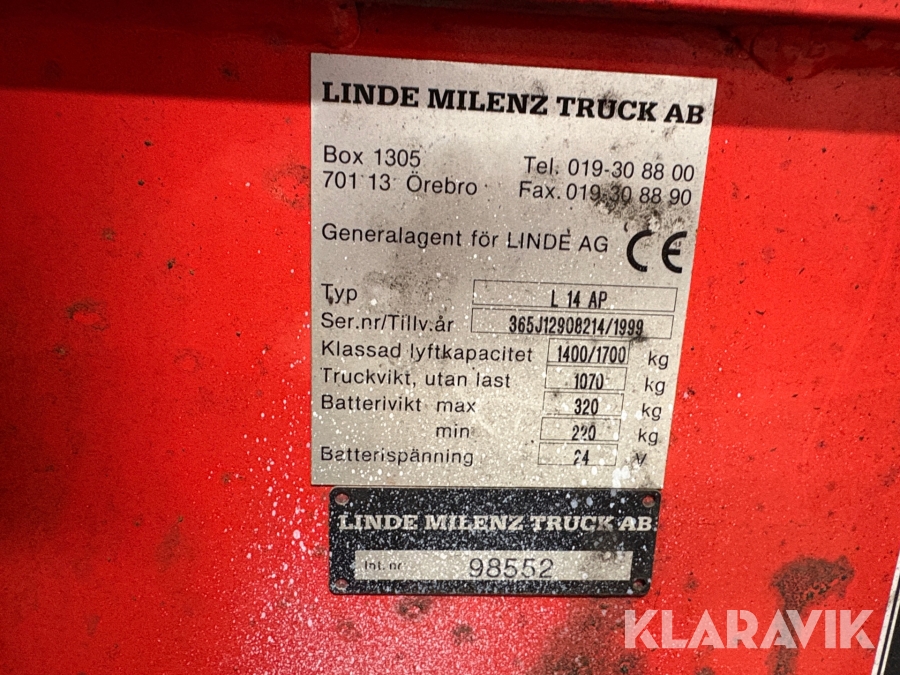 LINDE MILENZ TRUCK AB
Box 1305 Tel. 019-30 88 00
701 13 Örebro Fax. 019-30 88 90
Generalagent för LINDE AG CE
Typ L 14 AP
Ser.nr/Tillv.år 365J12908214/1999
Klassad lyftkapacitet 1400/1700 kg
Truckvikt, utan last 1070 kg
Batterivikt max 320 kg
min 220 kg
Batterispänning 24 V
LINDE MILENZ TRUCK AB
Int. nr 98552
KLARAVIK